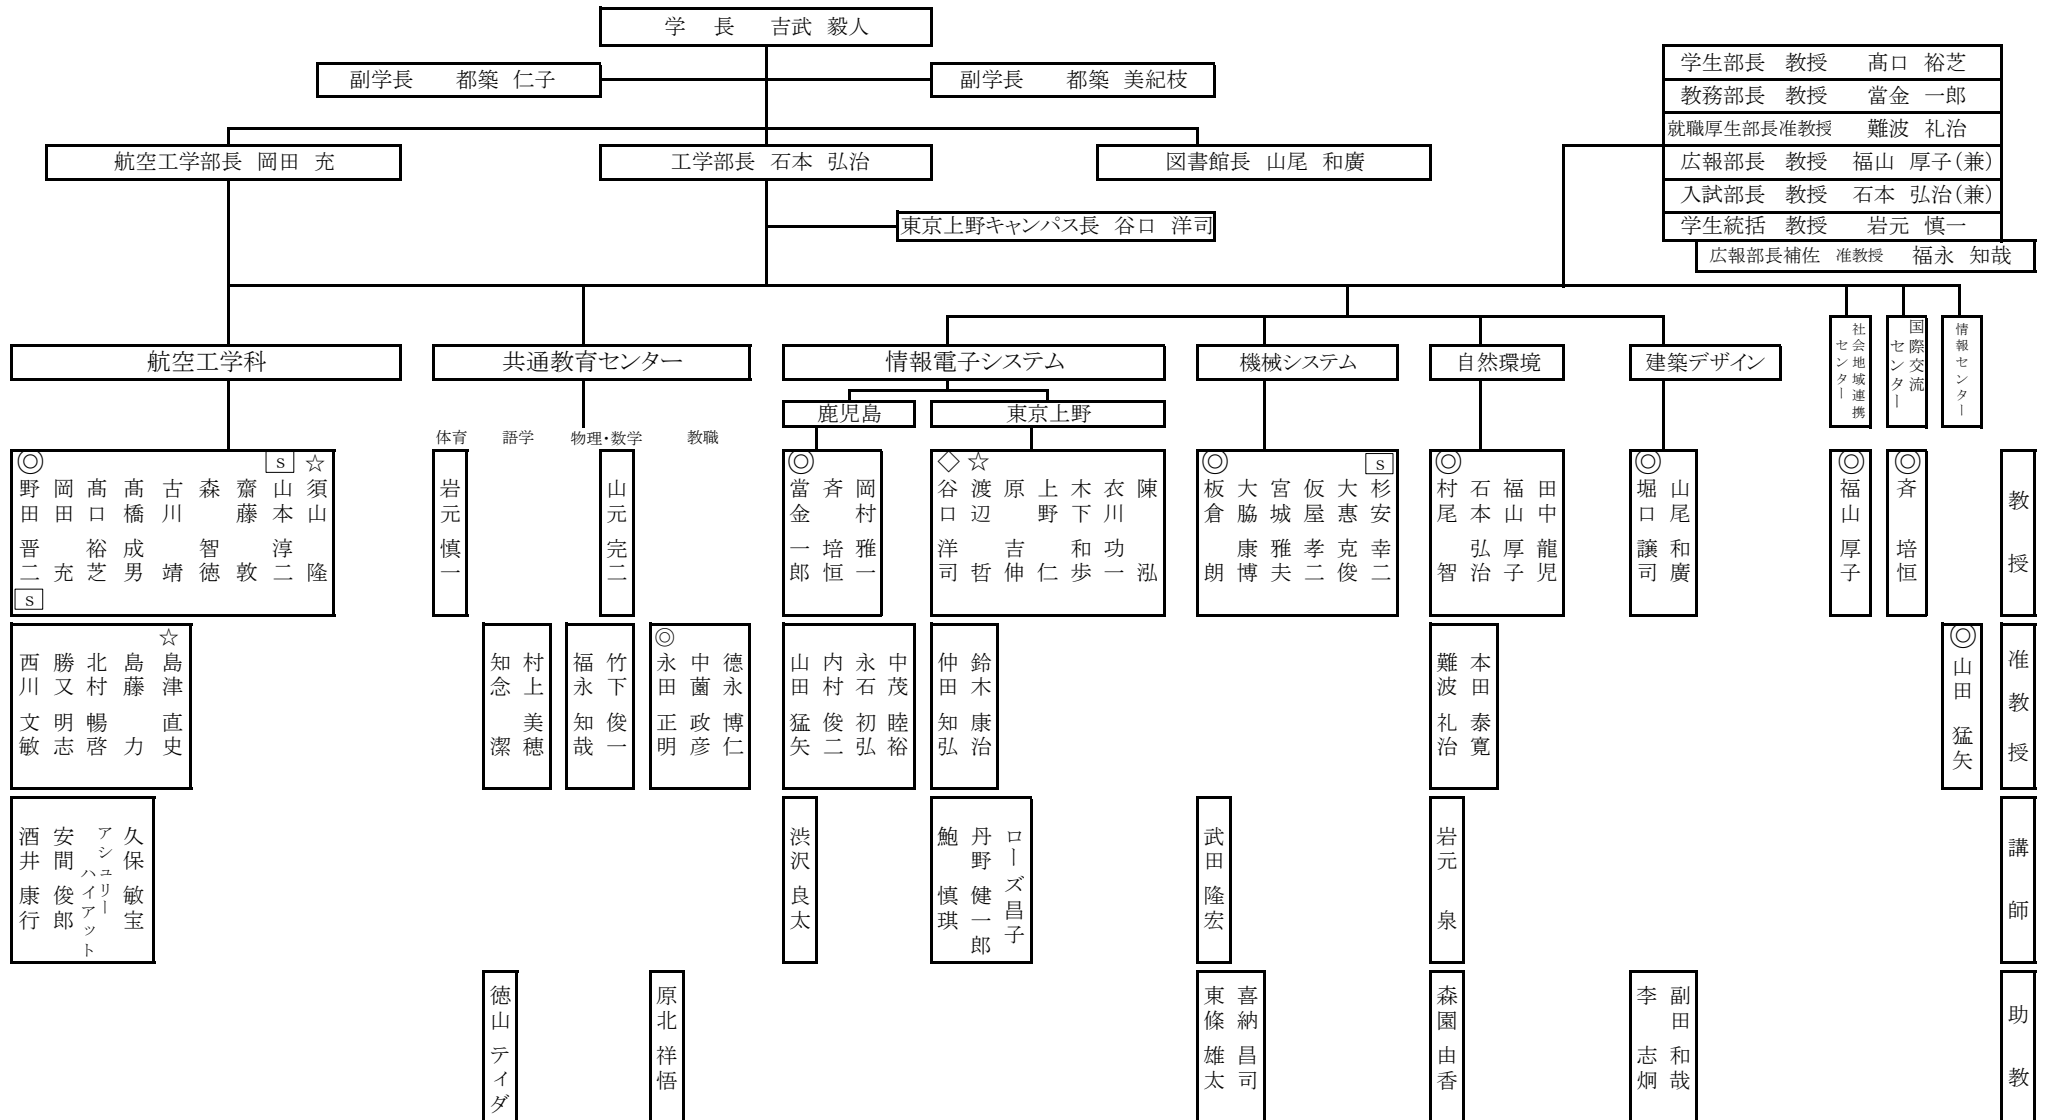 学 長 吉武 毅人
副学長 都築 仁子
副学長 都築 美紀枝
学生部長 教授 髙口 裕芝
教務部長 教授 當金 一郎
就職厚生部長准教授 難波 礼治
広報部長 教授 福山 厚子(兼)
入試部長 教授 石本 弘治(兼)
学生統括 教授 岩元 慎一
広報部長補佐 准教授 福永 知哉
航空工学部長 岡田 充
工学部長 石本 弘治
図書館長 山尾 和廣
東京上野キャンパス長 谷口 洋司
航空工学科
共通教育センター
情報電子システム
機械システム
自然環境
建築デザイン
社会地域連携
センター
国際交流
センター
情報センター
鹿児島
東京上野
体育
語学
物理・数学
教職
教授
◎
野田 晋二
s
岡田 充
髙口 裕芝
髙橋 成男
古川 靖
森 智徳
齋藤 敦
s
山本 淳二
☆
須山 隆
岩元 慎一
山元 完二
◎
當金 一郎
斉 培恒
岡村 雅一
◇
谷口 洋司
☆
渡辺 哲
原 吉伸
上野 仁
木下 和歩
衣川 功一
陳 泓
◎
板倉 朗
大脇 康博
宮城 雅夫
仮屋 孝二
大惠 克俊
s
杉安 幸二
◎
村尾 智
石本 弘治
福山 厚子
田中 龍児
◎
堀口 譲司
山尾 和廣
◎
福山 厚子
◎
斉 培恒
准教授
西川 文敏
勝又 明志
北村 暢啓
島藤 力
☆
島津 直史
知念 潔
村上 美穂
福永 知哉
竹下 俊一
◎
永田 正明
中薗 政彦
德永 博仁
山田 猛矢
内村 俊二
永石 初弘
中茂 睦裕
仲田 知弘
鈴木 康治
難波 礼治
本田 泰寛
◎
山田 猛矢
講師
酒井 康行
安間 俊郎
アシュリー
ハイアット
久保 敏宝
渋沢 良太
鮑 慎琪
丹野 健一郎
ローズ 昌子
武田 隆宏
岩元 泉
助教
徳山 ティダ
原北 祥悟
東條 雄太
喜納 昌司
森園 由香
李 志炯
副田 和哉